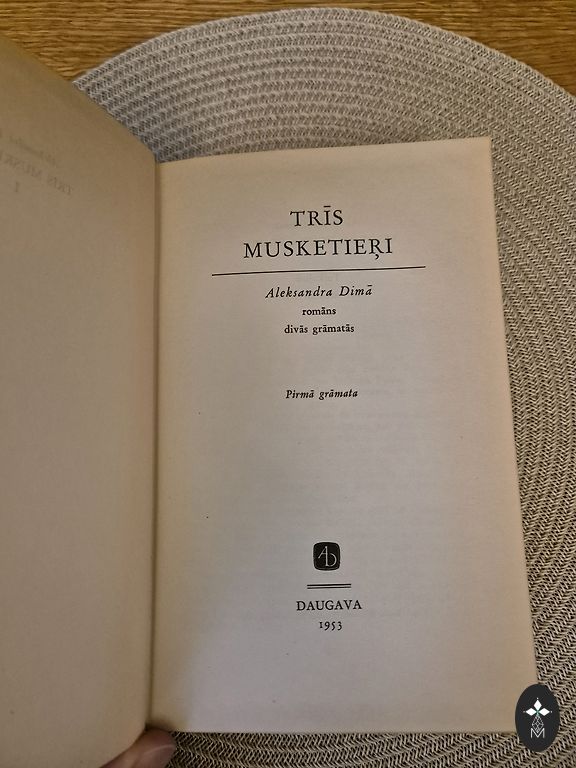 TRĪS
MUSKETIEŖI
Aleksandra Dimā
romāns
divās grāmatās
Pirmā grāmata
AD
DAUGAVA
1953